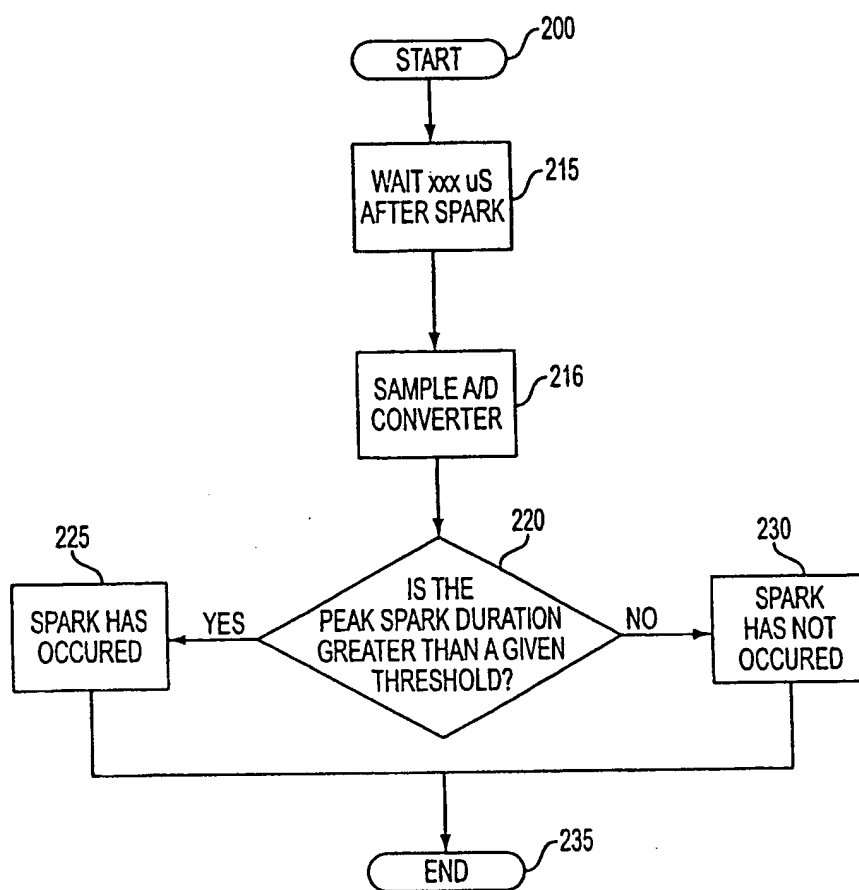 200
START
WAIT xxx uS
AFTER SPARK
215
SAMPLE A/D
CONVERTER
216
220
IS THE
PEAK SPARK DURATION
GREATER THAN A GIVEN
THRESHOLD?
225
YES
SPARK HAS
OCCURED
NO
230
SPARK
HAS NOT
OCCURED
END
235